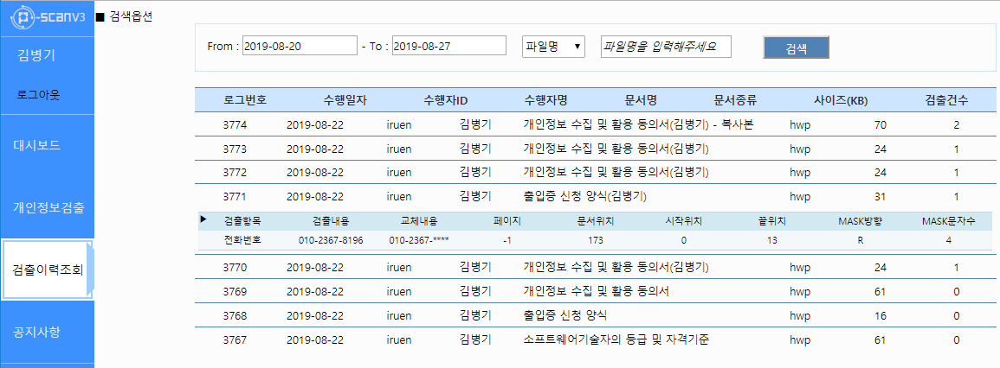 p-scanV3
■ 검색옵션
From : 2019-08-20 - To : 2019-08-27 파일명 ▼ 파일명을 입력해주세요 검색
김병기
로그아웃
대시보드
개인정보검출
검출이력조회
공지사항
로그번호 수행일자 수행자ID 수행자명 문서명 문서종류 사이즈(KB) 검출건수
3774 2019-08-22 iruen 김병기 개인정보 수집 및 활용 동의서(김병기) - 복사본 hwp 70 2
3773 2019-08-22 iruen 김병기 개인정보 수집 및 활용 동의서(김병기) hwp 24 1
3772 2019-08-22 iruen 김병기 개인정보 수집 및 활용 동의서(김병기) hwp 24 1
3771 2019-08-22 iruen 김병기 출입증 신청 양식(김병기) hwp 31 1
▶ 검출항목 검출내용 교체내용 페이지 문서위치 시작위치 끝위치 MASK방향 MASK문자수
전화번호 010-2367-8196 010-2367-**** -1 173 0 13 R 4
3770 2019-08-22 iruen 김병기 개인정보 수집 및 활용 동의서(김병기) hwp 24 1
3769 2019-08-22 iruen 김병기 개인정보 수집 및 활용 동의서 hwp 61 0
3768 2019-08-22 iruen 김병기 출입증 신청 양식 hwp 16 0
3767 2019-08-22 iruen 김병기 소프트웨어기술자의 등급 및 자격기준 hwp 61 0